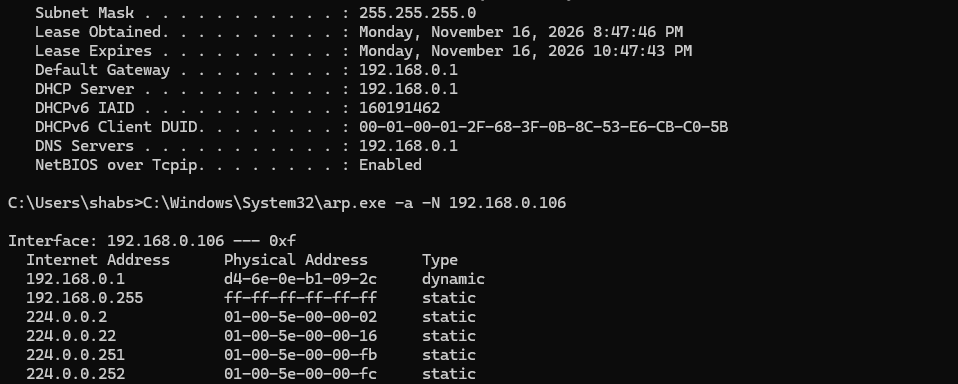 Subnet Mask . . . . . . . . . . . : 255.255.255.0
Lease Obtained. . . . . . . . . . : Monday, November 16, 2026 8:47:46 PM
Lease Expires . . . . . . . . . . : Monday, November 16, 2026 10:47:43 PM
Default Gateway . . . . . . . . . : 192.168.0.1
DHCP Server . . . . . . . . . . . : 192.168.0.1
DHCPv6 IAID . . . . . . . . . . . : 160191462
DHCPv6 Client DUID. . . . . . . . : 00-01-00-01-2F-68-3F-0B-8C-53-E6-CB-C0-5B
DNS Servers . . . . . . . . . . . : 192.168.0.1
NetBIOS over Tcpip. . . . . . . . : Enabled
C:\Users\shabs>C:\Windows\System32\arp.exe -a -N 192.168.0.106
Interface: 192.168.0.106 --- 0xf
Internet Address Physical Address Type
192.168.0.1 d4-6e-0e-b1-09-2c dynamic
192.168.0.255 ff-ff-ff-ff-ff-ff static
224.0.0.2 01-00-5e-00-00-02 static
224.0.0.22 01-00-5e-00-00-16 static
224.0.0.251 01-00-5e-00-00-fb static
224.0.0.252 01-00-5e-00-00-fc static